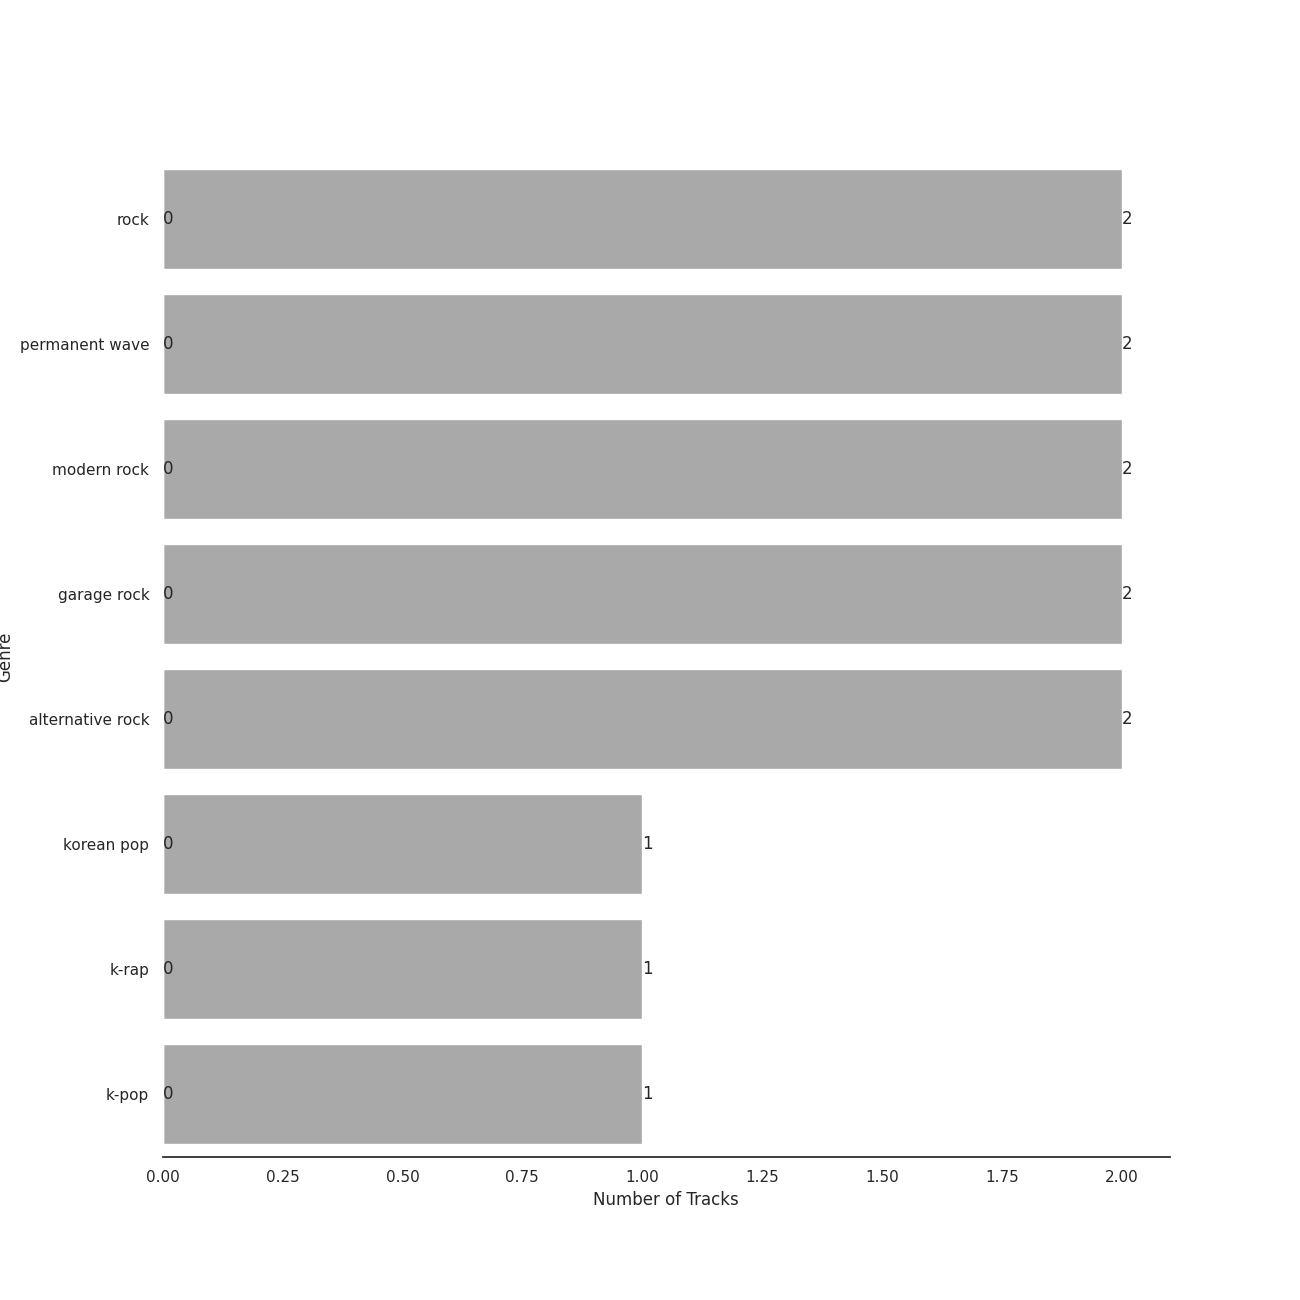 rock 0 2
permanent wave 0 2
modern rock 0 2
garage rock 0 2
Genre
alternative rock 0 2
korean pop 0 1
k-rap 0 1
k-pop 0 1
0.00 0.25 0.50 0.75 1.00 1.25 1.50 1.75 2.00
Number of Tracks